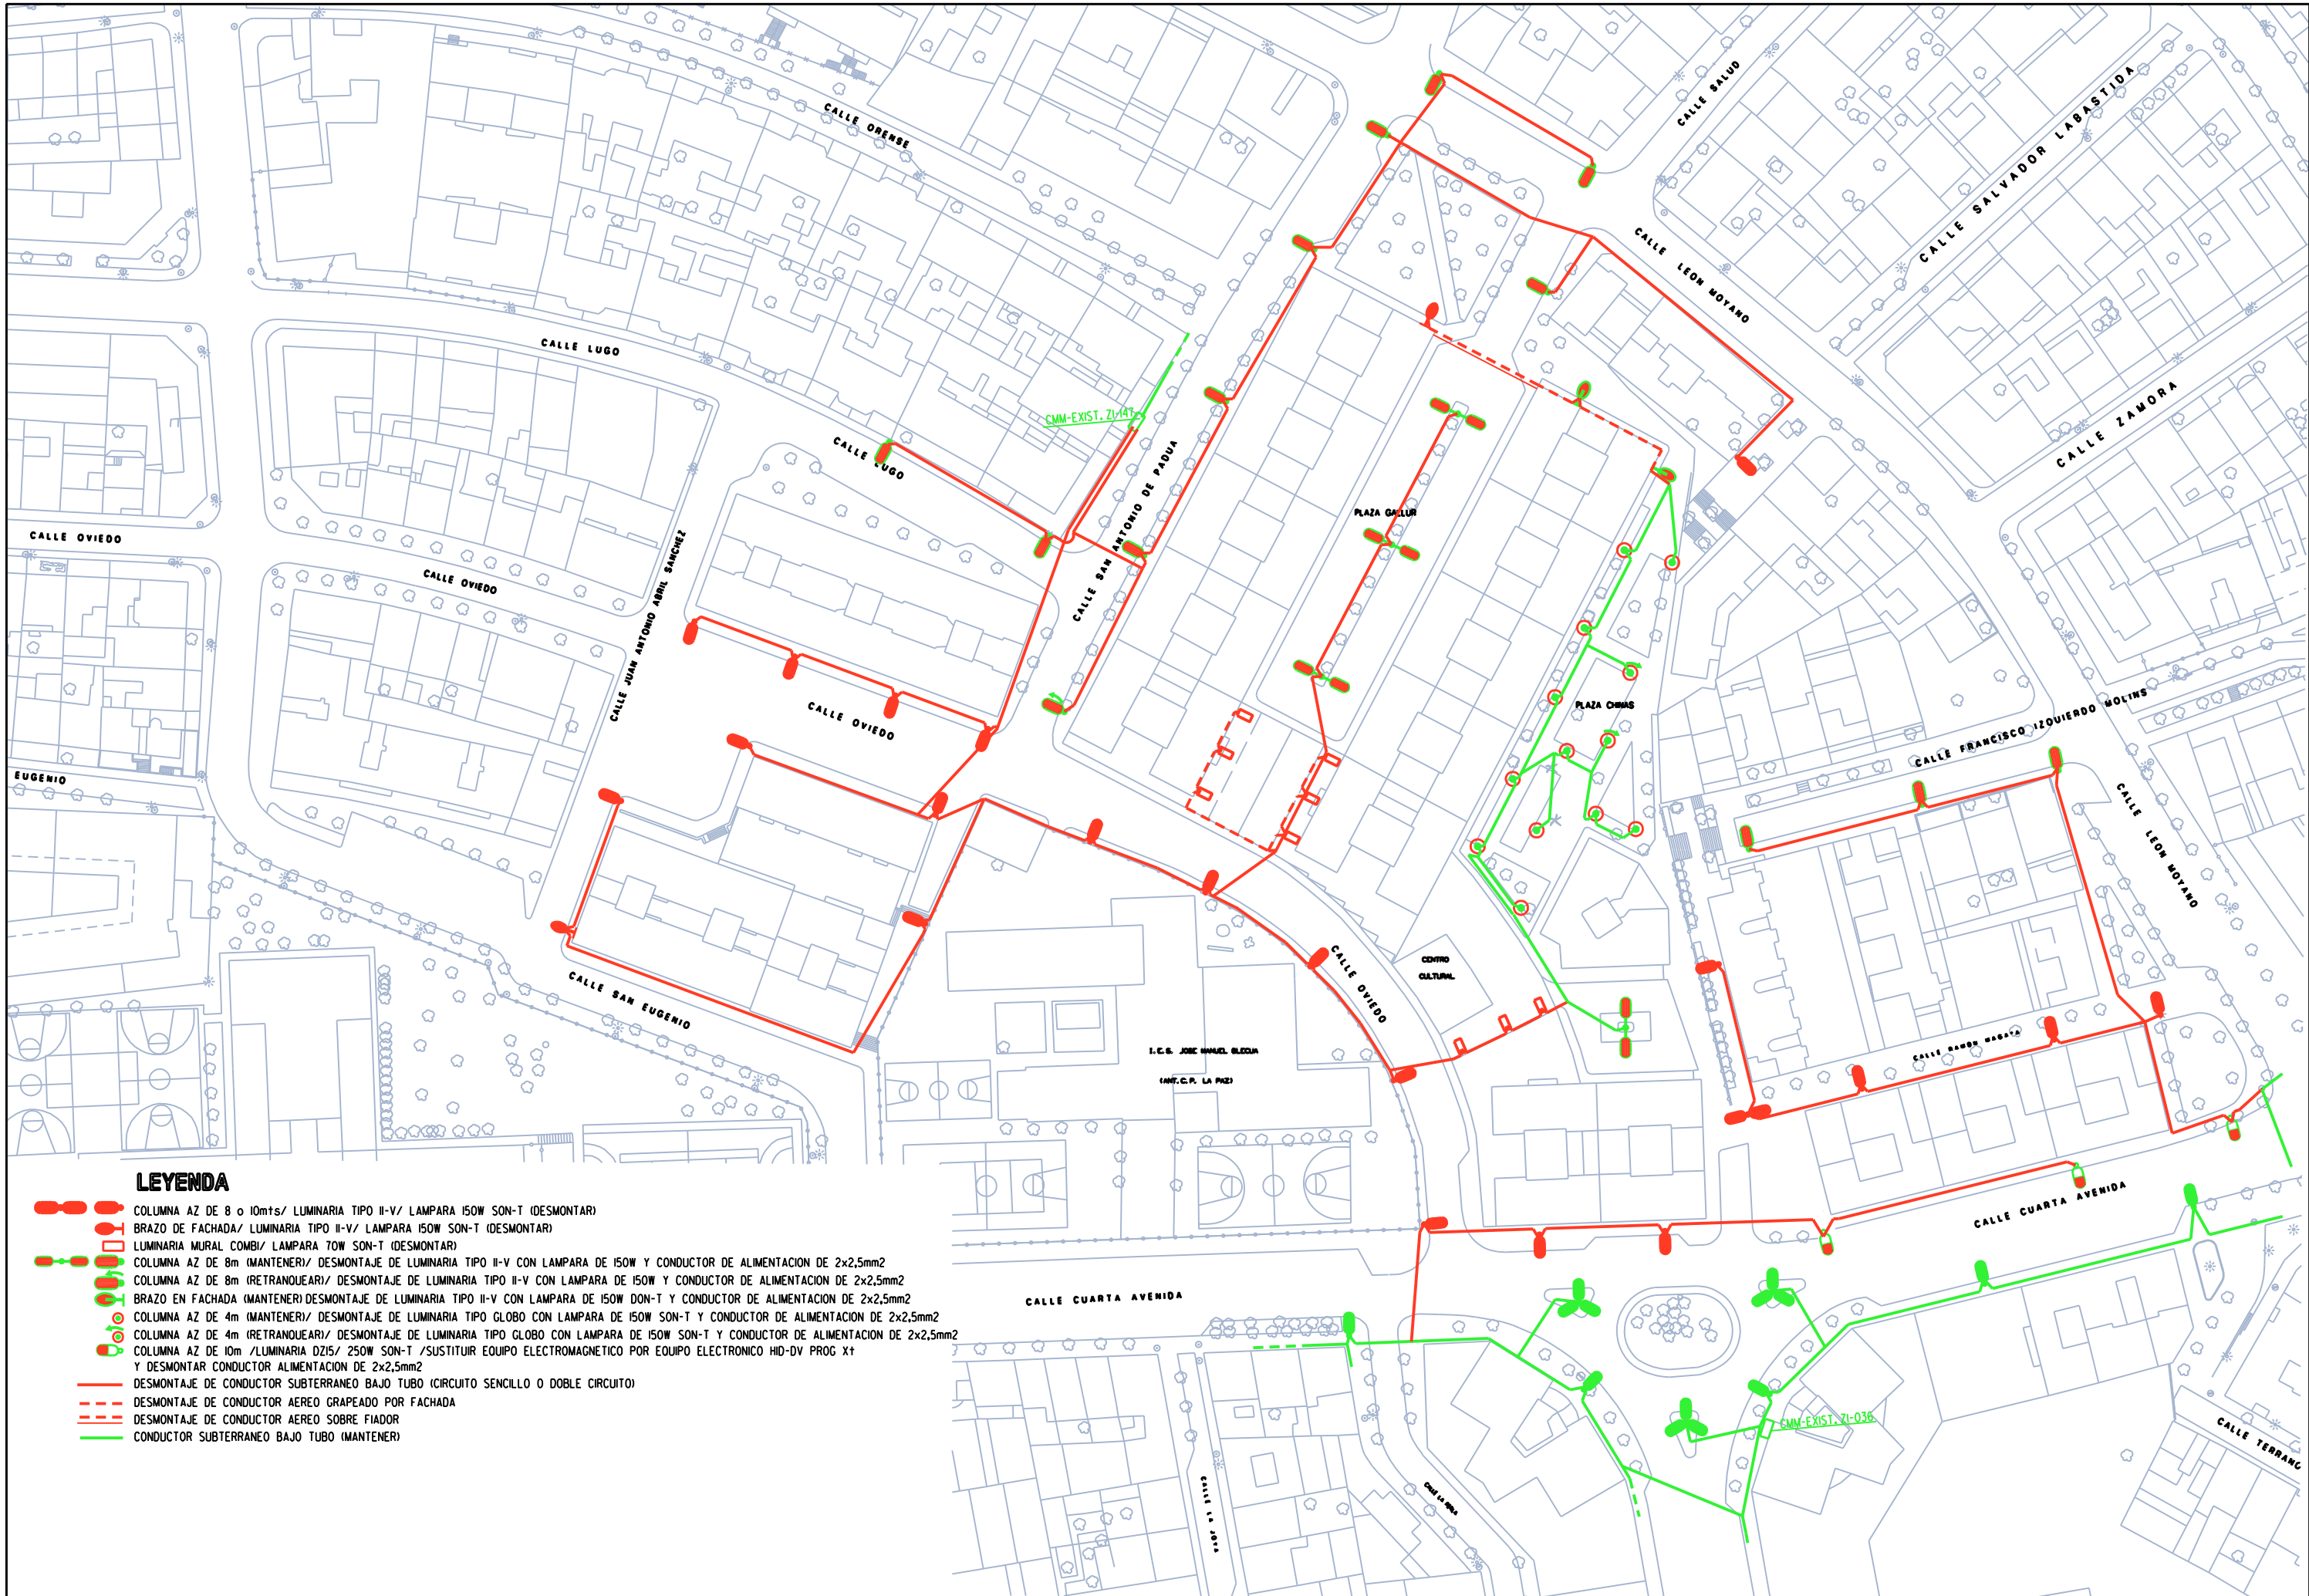 CALLE ORENSE
CALLE SALUD
CALLE SALVADOR LABASTIDA
CALLE LEON MOYANO
CALLE LUGO
CALLE ZAMORA
CMM-EXIST. Z1-147
CALLE LUGO
CALLE SAN ANTONIO DE PADUA
PLAZA GALLUR
CALLE OVIEDO
CALLE OVIEDO
CALLE JUAN ANTONIO ABRIL SANCHEZ
CALLE OVIEDO
PLAZA CHINAS
CALLE FRANCISCO IZQUIERDO MOLINS
EUGENIO
CALLE LEON MOYANO
CALLE SAN EUGENIO
CALLE OVIEDO
CENTRO
CULTURAL
I.E.S. JOSE MANUEL BLECUA
(ANT.C.P. LA PAZ)
CALLE RAMON
CALLE CUARTA AVENIDA
CALLE CUARTA AVENIDA
CMM-EXIST. Z1-036
CALLE TERRANO
CALLE LA JOTA
CALLE LA
LEYENDA
COLUMNA AZ DE 8 o 10mts/ LUMINARIA TIPO II-V/ LAMPARA 150W SON-T (DESMONTAR)
BRAZO DE FACHADA/ LUMINARIA TIPO II-V/ LAMPARA 150W SON-T (DESMONTAR)
LUMINARIA MURAL COMBI/ LAMPARA 70W SON-T (DESMONTAR)
COLUMNA AZ DE 8m (MANTENER)/ DESMONTAJE DE LUMINARIA TIPO II-V CON LAMPARA DE 150W Y CONDUCTOR DE ALIMENTACION DE 2x2,5mm2
COLUMNA AZ DE 8m (RETRANQUEAR)/ DESMONTAJE DE LUMINARIA TIPO II-V CON LAMPARA DE 150W Y CONDUCTOR DE ALIMENTACION DE 2x2,5mm2
BRAZO EN FACHADA (MANTENER) DESMONTAJE DE LUMINARIA TIPO II-V CON LAMPARA DE 150W DON-T Y CONDUCTOR DE ALIMENTACION DE 2x2,5mm2
COLUMNA AZ DE 4m (MANTENER)/ DESMONTAJE DE LUMINARIA TIPO GLOBO CON LAMPARA DE 150W SON-T Y CONDUCTOR DE ALIMENTACION DE 2x2,5mm2
COLUMNA AZ DE 4m (RETRANQUEAR)/ DESMONTAJE DE LUMINARIA TIPO GLOBO CON LAMPARA DE 150W SON-T Y CONDUCTOR DE ALIMENTACION DE 2x2,5mm2
COLUMNA AZ DE 10m /LUMINARIA DZ15/ 250W SON-T /SUSTITUIR EQUIPO ELECTROMAGNETICO POR EQUIPO ELECTRONICO HID-DV PROG Xt
Y DESMONTAR CONDUCTOR ALIMENTACION DE 2x2,5mm2
DESMONTAJE DE CONDUCTOR SUBTERRANEO BAJO TUBO (CIRCUITO SENCILLO O DOBLE CIRCUITO)
DESMONTAJE DE CONDUCTOR AEREO GRAPEADO POR FACHADA
DESMONTAJE DE CONDUCTOR AEREO SOBRE FIADOR
CONDUCTOR SUBTERRANEO BAJO TUBO (MANTENER)